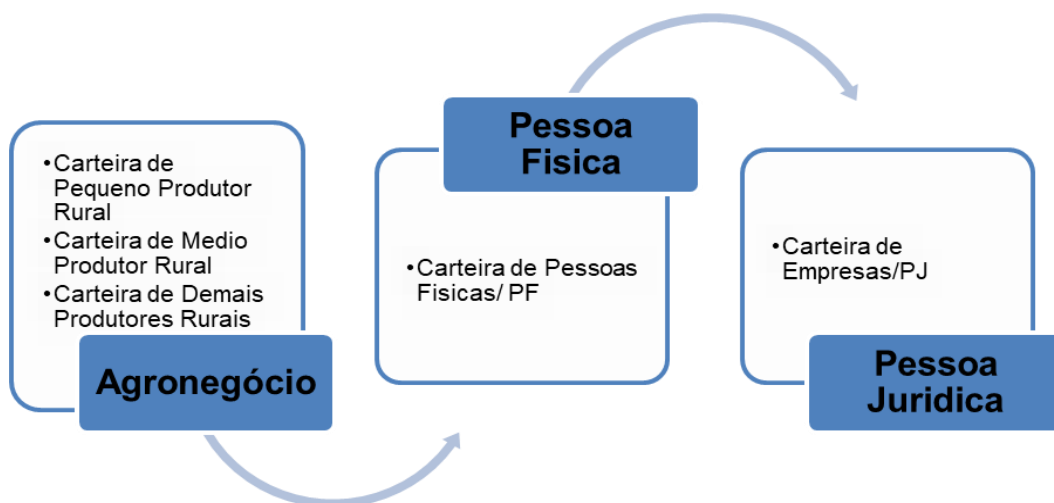 •Carteira de
Pequeno Produtor
Rural
•Carteira de Medio
Produtor Rural
•Carteira de Demais
Produtores Rurais
Agronegócio
Pessoa
Fisica
•Carteira de Pessoas
Fisicas/ PF
•Carteira de
Empresas/PJ
Pessoa
Juridica